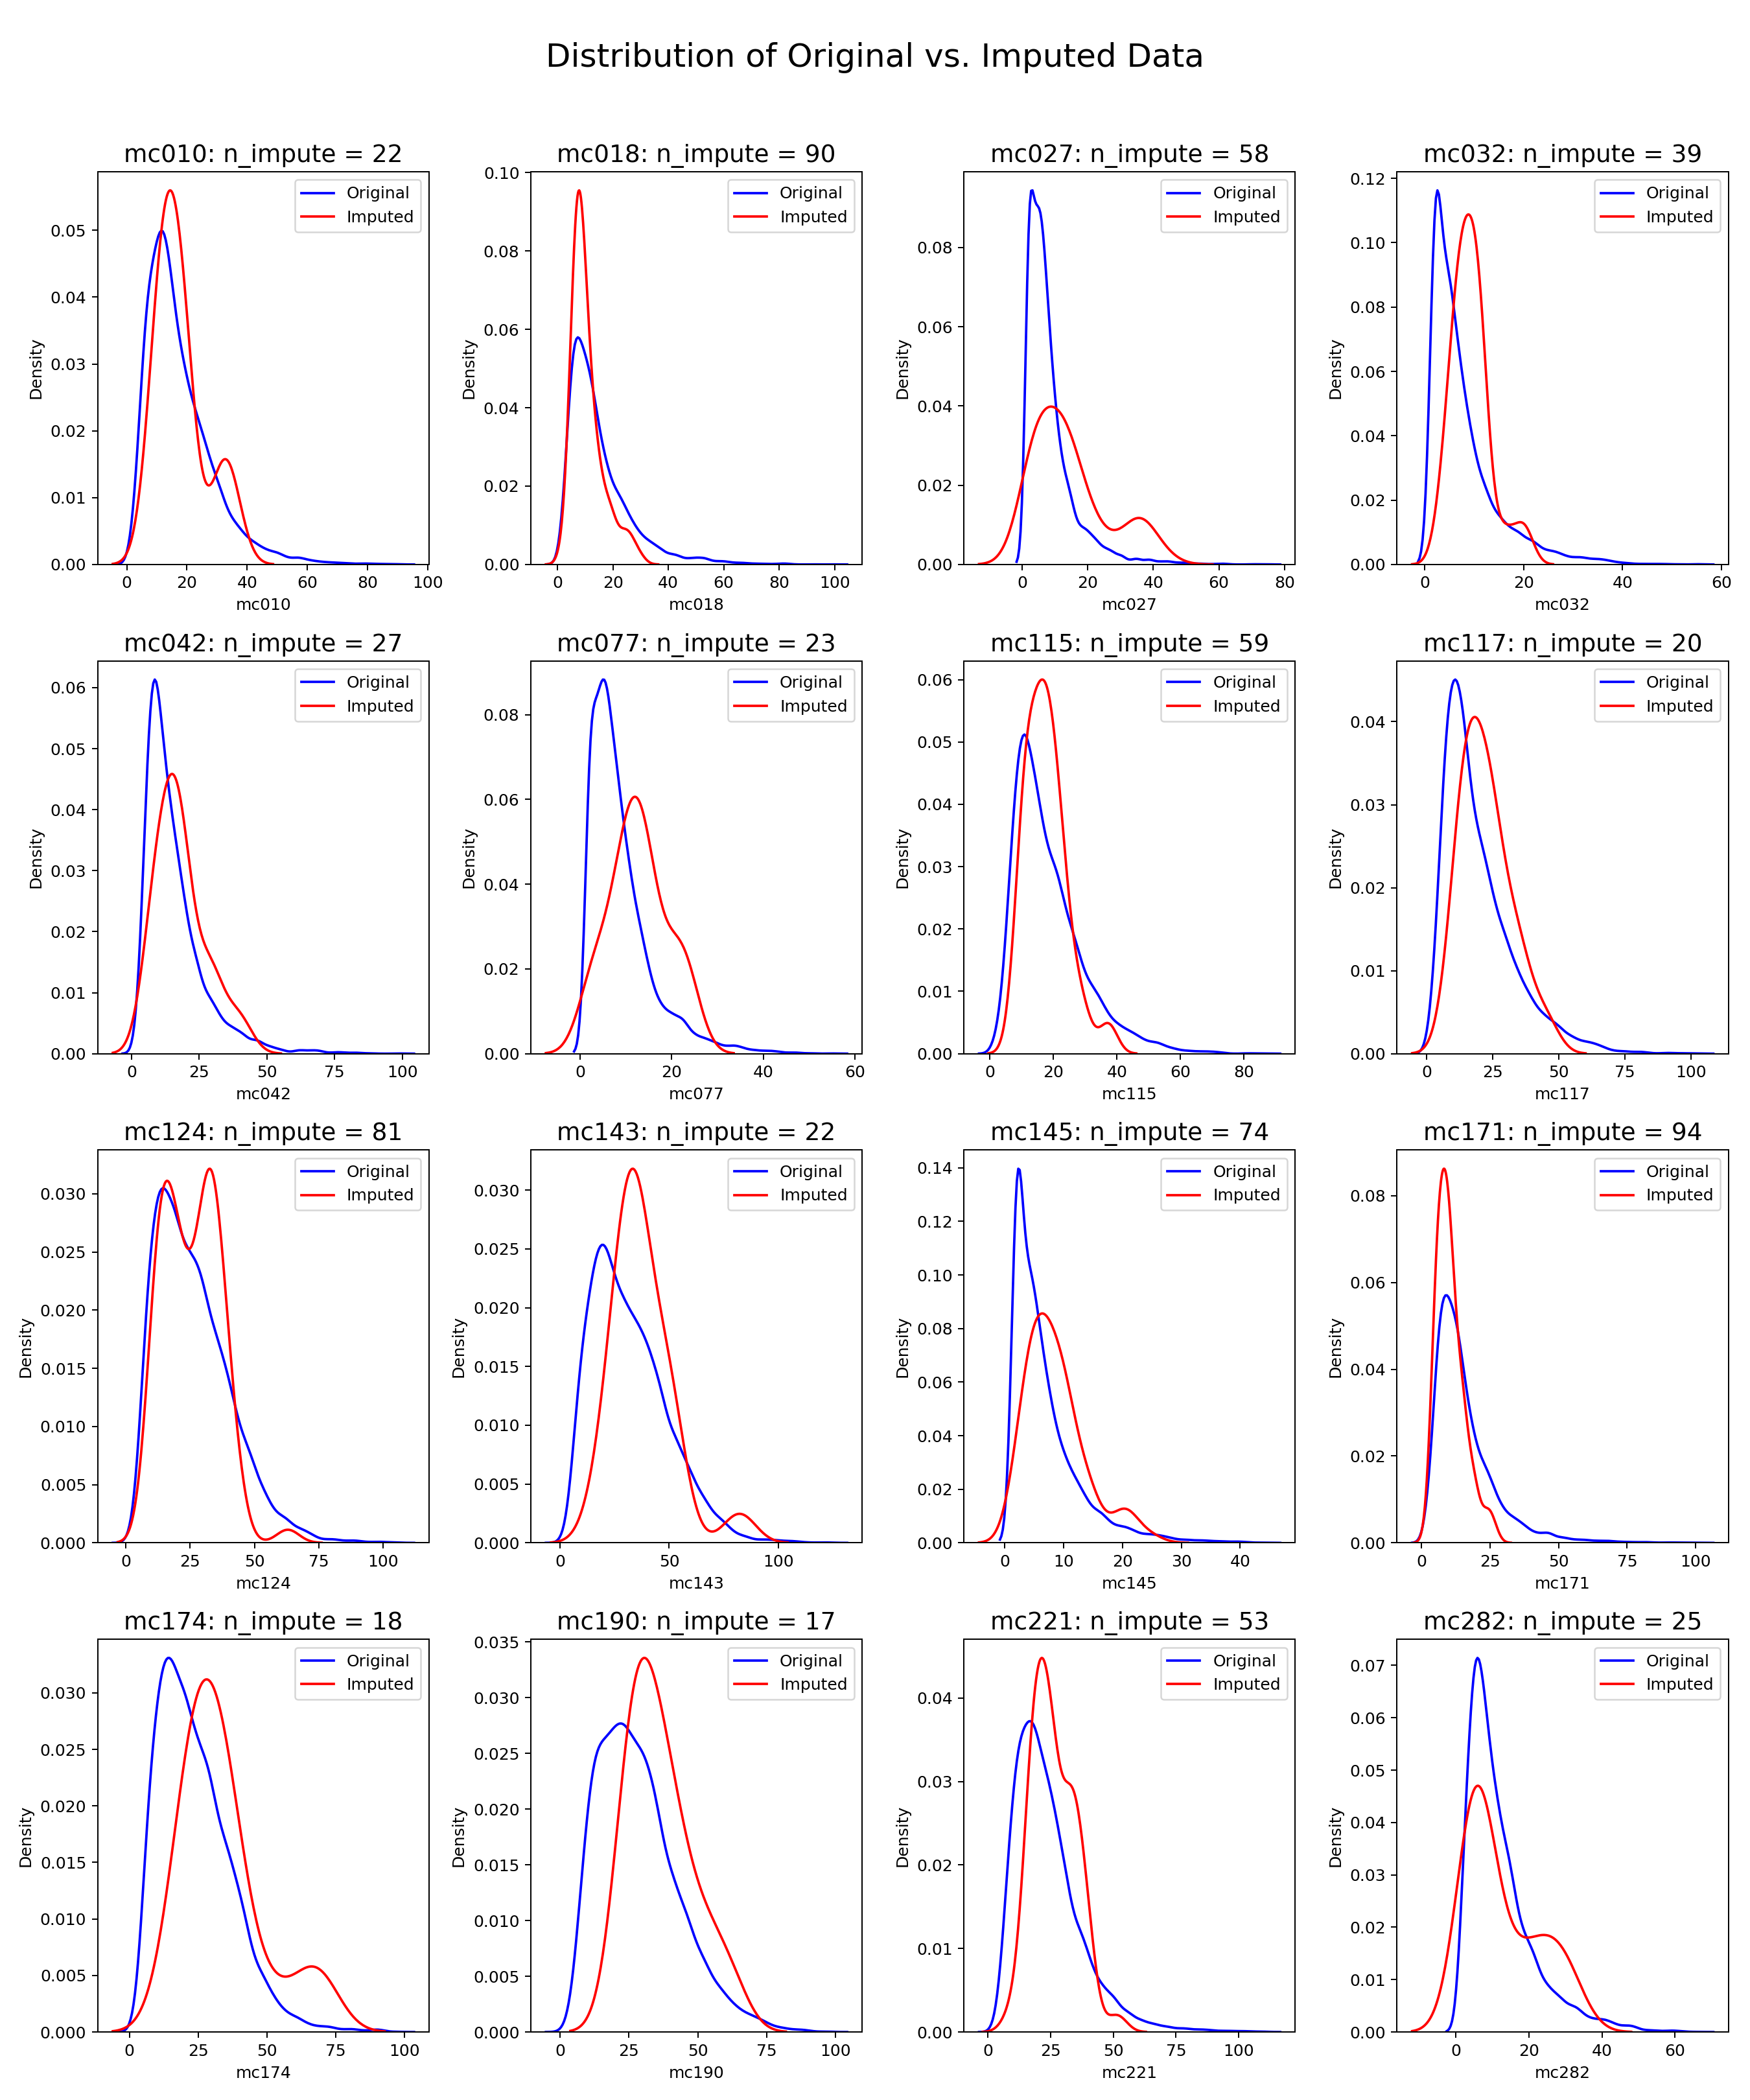 Distribution of Original vs. Imputed Data
mc010: n_impute = 22
Original
Imputed
Density
0.05
0.04
0.03
0.02
0.01
0.00
0 20 40 60 80 100
mc010
mc018: n_impute = 90
Original
Imputed
Density
0.10
0.08
0.06
0.04
0.02
0.00
0 20 40 60 80 100
mc018
mc027: n_impute = 58
Original
Imputed
Density
0.08
0.06
0.04
0.02
0.00
0 20 40 60 80
mc027
mc032: n_impute = 39
Original
Imputed
Density
0.12
0.10
0.08
0.06
0.04
0.02
0.00
0 20 40 60
mc032
mc042: n_impute = 27
Original
Imputed
Density
0.06
0.05
0.04
0.03
0.02
0.01
0.00
0 25 50 75 100
mc042
mc077: n_impute = 23
Original
Imputed
Density
0.08
0.06
0.04
0.02
0.00
0 20 40 60
mc077
mc115: n_impute = 59
Original
Imputed
Density
0.06
0.05
0.04
0.03
0.02
0.01
0.00
0 20 40 60 80
mc115
mc117: n_impute = 20
Original
Imputed
Density
0.04
0.03
0.02
0.01
0.00
0 25 50 75 100
mc117
mc124: n_impute = 81
Original
Imputed
Density
0.030
0.025
0.020
0.015
0.010
0.005
0.000
0 25 50 75 100
mc124
mc143: n_impute = 22
Original
Imputed
Density
0.030
0.025
0.020
0.015
0.010
0.005
0.000
0 50 100
mc143
mc145: n_impute = 74
Original
Imputed
Density
0.14
0.12
0.10
0.08
0.06
0.04
0.02
0.00
0 10 20 30 40
mc145
mc171: n_impute = 94
Original
Imputed
Density
0.08
0.06
0.04
0.02
0.00
0 25 50 75 100
mc171
mc174: n_impute = 18
Original
Imputed
Density
0.030
0.025
0.020
0.015
0.010
0.005
0.000
0 25 50 75 100
mc174
mc190: n_impute = 17
Original
Imputed
Density
0.035
0.030
0.025
0.020
0.015
0.010
0.005
0.000
0 25 50 75 100
mc190
mc221: n_impute = 53
Original
Imputed
Density
0.04
0.03
0.02
0.01
0.00
0 25 50 75 100
mc221
mc282: n_impute = 25
Original
Imputed
Density
0.07
0.06
0.05
0.04
0.03
0.02
0.01
0.00
0 20 40 60
mc282